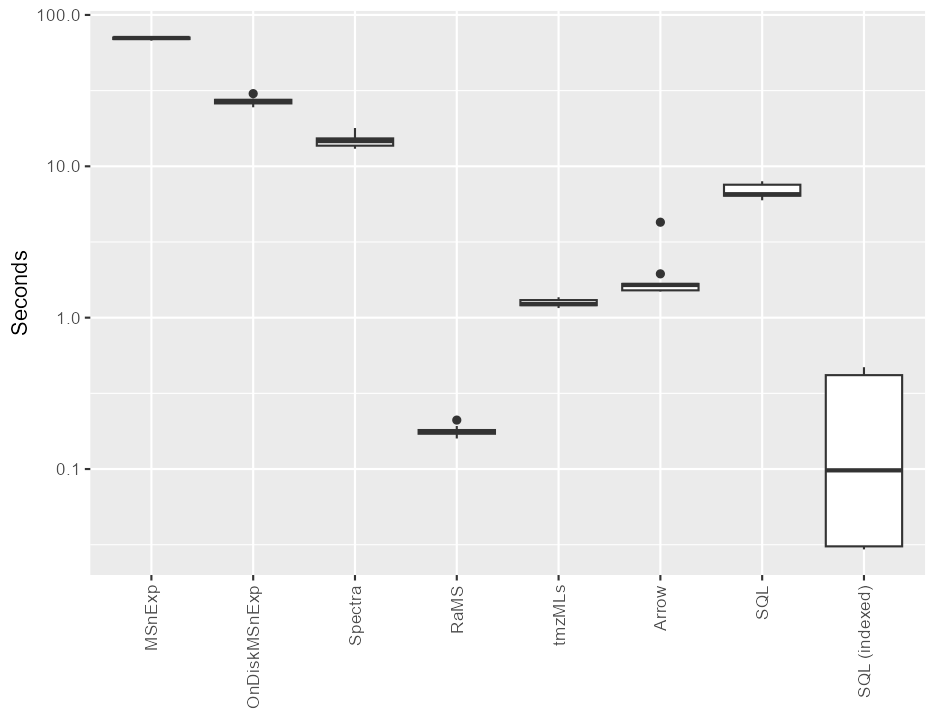 100.0
10.0
1.0
0.1
Seconds
MSnExp
OnDiskMSnExp
Spectra
RaMS
tmzMLs
Arrow
SQL
SQL (indexed)